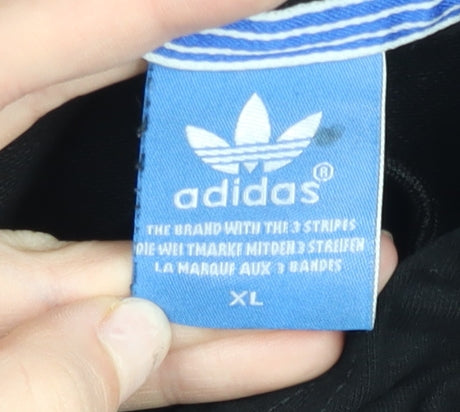 adidas®
THE BRAND WITH THE 3 STRIPES
DIE WELTMARKE MIT DEN 3 STREIFEN
LA MARQUE AUX 3 BANDES
XL